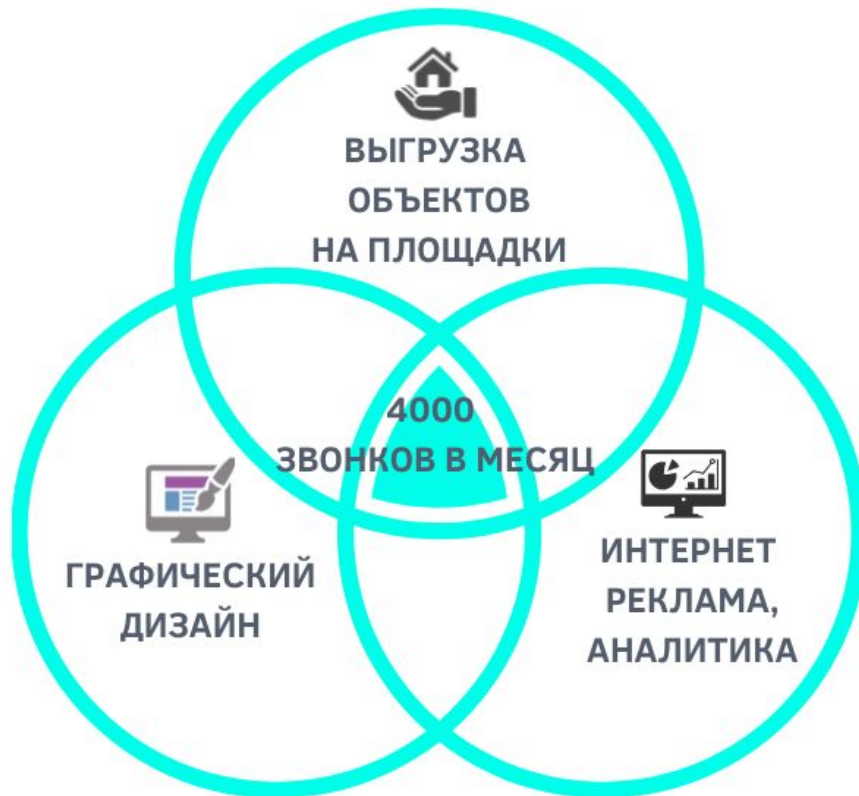 ВЫГРУЗКА
ОБЪЕКТОВ
НА ПЛОЩАДКИ
4000
ЗВОНКОВ В МЕСЯЦ
ГРАФИЧЕСКИЙ
ДИЗАЙН
ИНТЕРНЕТ
РЕКЛАМА,
АНАЛИТИКА